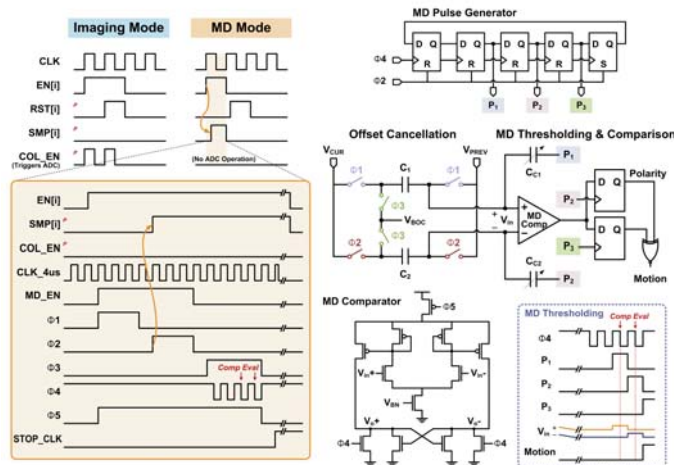 Imaging Mode
MD Mode
CLK
EN[i]
RST[i]
SMP[i]
COL_EN
(Triggers ADC)
(No ADC Operation)
EN[i]
SMP[i]
COL_EN
CLK_4us
MD_EN
Φ1
Φ2
Φ3
Comp Eval
Φ4
Φ5
STOP_CLK
MD Pulse Generator
D Q D Q D Q D Q D Q
Φ4
R R R R S
Φ2
P1 P2 P3
Offset Cancellation
MD Thresholding & Comparison
VCUR
VPREV
CC1
P1
Φ1
C1
Φ1
Φ3
VBOC
Φ3
Φ2
C2
Φ2
+
Vin
−
+
MD
Comp
−
P2
D Q
Polarity
P3
D Q
CC2
P2
Motion
MD Comparator
Φ5
Vin+
Vin-
VBN
Vo+
Vo-
Φ4
Φ4
MD Thresholding
Comp Eval
Φ4
P1
P2
P3
Vin
+
−
Motion